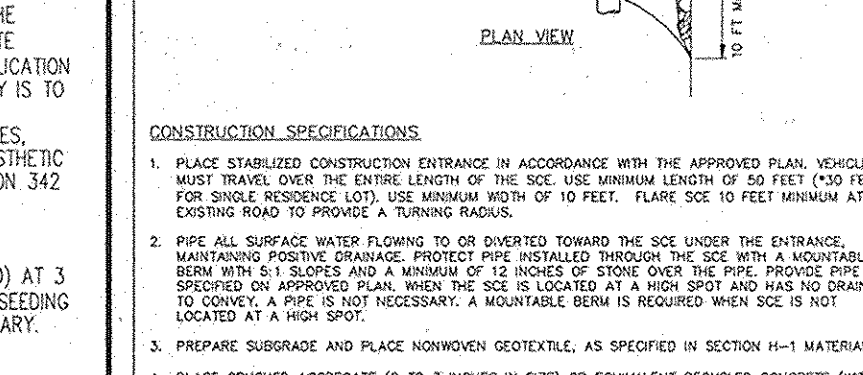 HE
TE
LICATION
Y IS TO
ES,
STHETIC
ON 342
D) AT 3
SEEDING
ARY.
PLAN VIEW
10 FT M
CONSTRUCTION SPECIFICATIONS
1. PLACE STABILIZED CONSTRUCTION ENTRANCE IN ACCORDANCE WITH THE APPROVED PLAN. VEHICL
MUST TRAVEL OVER THE ENTIRE LENGTH OF THE SCE. USE MINIMUM LENGTH OF 50 FEET (*30 FE
FOR SINGLE RESIDENCE LOT). USE MINIMUM WIDTH OF 10 FEET. FLARE SCE 10 FEET MINIMUM AT
EXISTING ROAD TO PROVIDE A TURNING RADIUS.
2. PIPE ALL SURFACE WATER FLOWING TO OR DIVERTED TOWARD THE SCE UNDER THE ENTRANCE,
MAINTAINING POSITIVE DRAINAGE. PROTECT PIPE INSTALLED THROUGH THE SCE WITH A MOUNTABL
BERM WITH 5:1 SLOPES AND A MINIMUM OF 12 INCHES OF STONE OVER THE PIPE. PROVIDE PIPE
SPECIFIED ON APPROVED PLAN. WHEN THE SCE IS LOCATED AT A HIGH SPOT AND HAS NO DRAIN
TO CONVEY, A PIPE IS NOT NECESSARY. A MOUNTABLE BERM IS REQUIRED WHEN SCE IS NOT
LOCATED AT A HIGH SPOT.
3. PREPARE SUBGRADE AND PLACE NONWOVEN GEOTEXTILE, AS SPECIFIED IN SECTION H-1 MATERIA